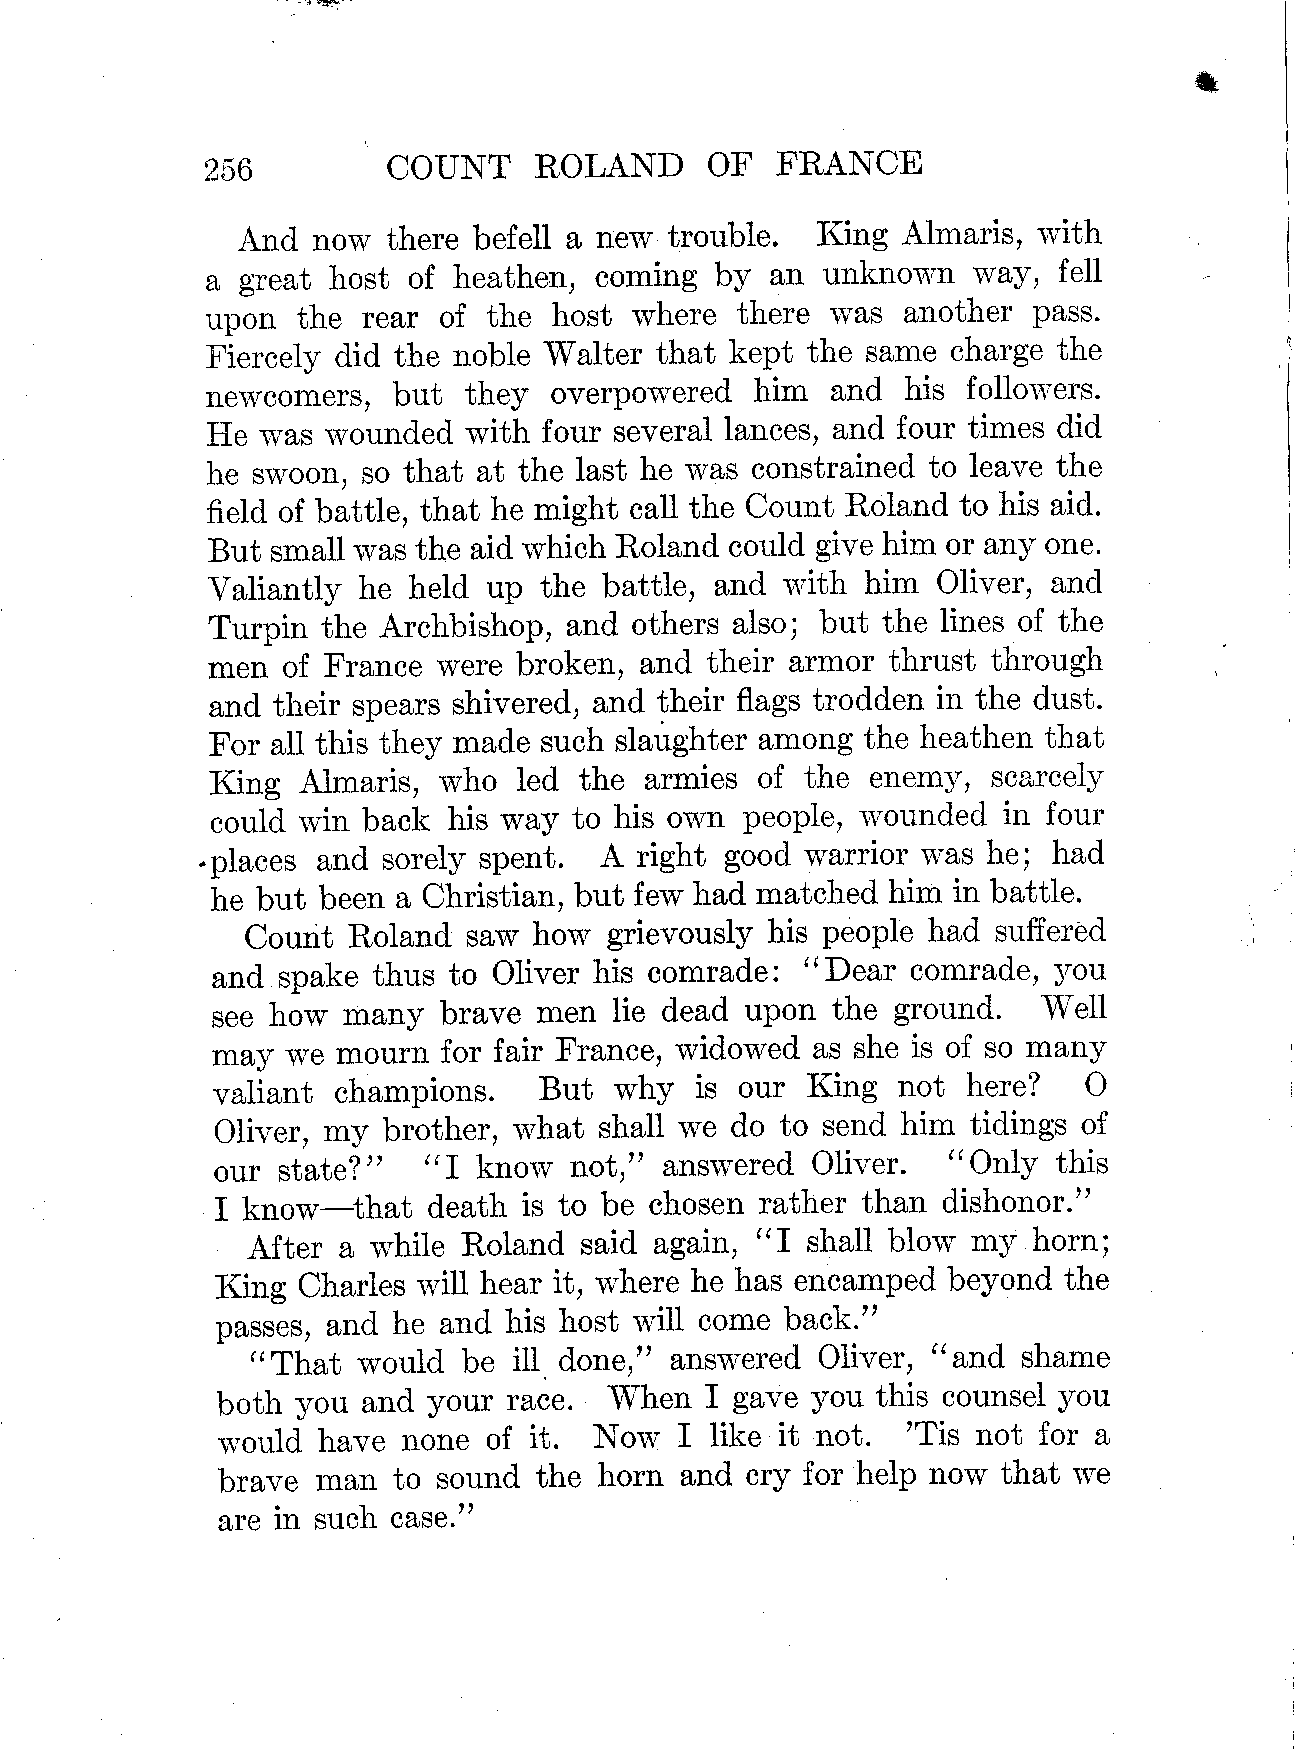 256 COUNT ROLAND OF FRANCE
And now there befell a new trouble. King Almaris, with
a great host of heathen, coming by an unknown way, fell
upon the rear of the host where there was another pass.
Fiercely did the noble Walter that kept the same charge the
newcomers, but they overpowered him and his followers.
He was wounded with four several lances, and four times did
he swoon, so that at the last he was constrained to leave the
field of battle, that he might call the Count Roland to his aid.
But small was the aid which Roland could give him or any one.
Valiantly he held up the battle, and with him Oliver, and
Turpin the Archbishop, and others also; but the lines of the
men of France were broken, and their armor thrust through
and their spears shivered, and their flags trodden in the dust.
For all this they made such slaughter among the heathen that
King Almaris, who led the armies of the enemy, scarcely
could win back his way to his own people, wounded in four
places and sorely spent. A right good warrior was he; had
he but been a Christian, but few had matched him in battle.
Count Roland saw how grievously his people had suffered
and spake thus to Oliver his comrade: "Dear comrade, you
see how many brave men lie dead upon the ground. Well
may we mourn for fair France, widowed as she is of so many
valiant champions. But why is our King not here? O
Oliver, my brother, what shall we do to send him tidings of
our state?" "I know not," answered Oliver. "Only this
I know—that death is to be chosen rather than dishonor."
After a while Roland said again, "I shall blow my horn;
King Charles will hear it, where he has encamped beyond the
passes, and he and his host will come back."
"That would be ill done," answered Oliver, "and shame
both you and your race. When I gave you this counsel you
would have none of it. Now I like it not. 'Tis not for a
brave man to sound the horn and cry for help now that we
are in such case."